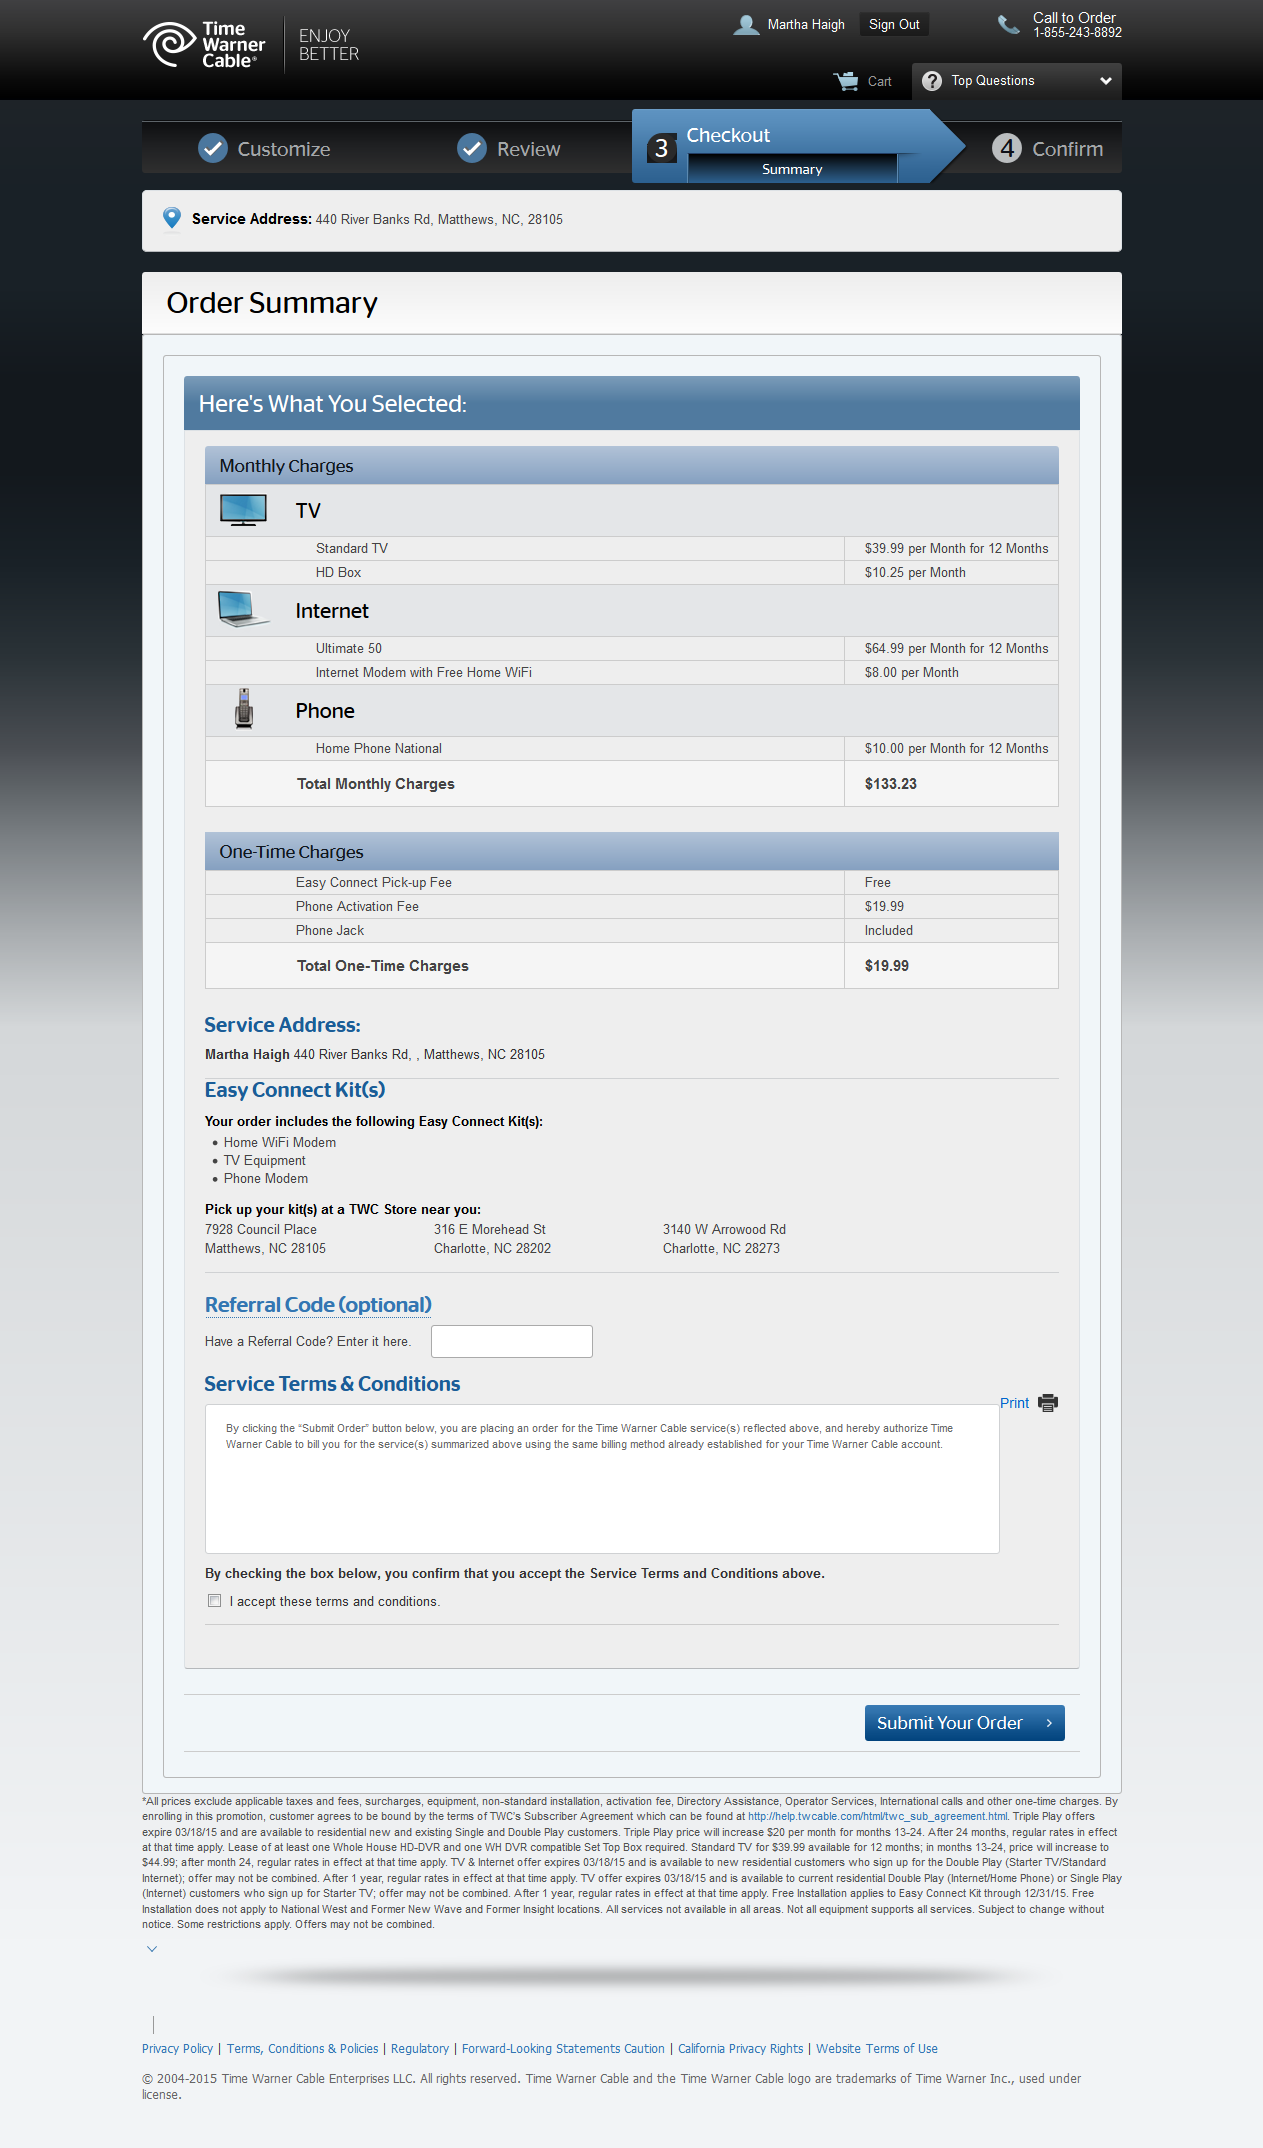 Time
Warner
Cable®
ENJOY
BETTER
Martha Haigh
Sign Out
Call to Order
1-855-243-8892
Cart
? Top Questions
Customize
Review
3 Checkout
Summary
4 Confirm
Service Address: 440 River Banks Rd, Matthews, NC, 28105
Order Summary
Here's What You Selected:
Monthly Charges
TV
Standard TV $39.99 per Month for 12 Months
HD Box $10.25 per Month
Internet
Ultimate 50 $64.99 per Month for 12 Months
Internet Modem with Free Home WiFi $8.00 per Month
Phone
Home Phone National $10.00 per Month for 12 Months
Total Monthly Charges $133.23
One-Time Charges
Easy Connect Pick-up Fee Free
Phone Activation Fee $19.99
Phone Jack Included
Total One-Time Charges $19.99
Service Address:
Martha Haigh 440 River Banks Rd, , Matthews, NC 28105
Easy Connect Kit(s)
Your order includes the following Easy Connect Kit(s):
• Home WiFi Modem
• TV Equipment
• Phone Modem
Pick up your kit(s) at a TWC Store near you:
7928 Council Place 316 E Morehead St 3140 W Arrowood Rd
Matthews, NC 28105 Charlotte, NC 28202 Charlotte, NC 28273
Referral Code (optional)
Have a Referral Code? Enter it here.
Service Terms & Conditions
Print
By clicking the “Submit Order” button below, you are placing an order for the Time Warner Cable service(s) reflected above, and hereby authorize Time
Warner Cable to bill you for the service(s) summarized above using the same billing method already established for your Time Warner Cable account.
By checking the box below, you confirm that you accept the Service Terms and Conditions above.
I accept these terms and conditions.
Submit Your Order ›
*All prices exclude applicable taxes and fees, surcharges, equipment, non-standard installation, activation fee, Directory Assistance, Operator Services, International calls and other one-time charges. By
enrolling in this promotion, customer agrees to be bound by the terms of TWC's Subscriber Agreement which can be found at http://help.twcable.com/html/twc_sub_agreement.html. Triple Play offers
expire 03/18/15 and are available to residential new and existing Single and Double Play customers. Triple Play price will increase $20 per month for months 13-24. After 24 months, regular rates in effect
at that time apply. Lease of at least one Whole House HD-DVR and one WH DVR compatible Set Top Box required. Standard TV for $39.99 available for 12 months; in months 13-24, price will increase to
$44.99; after month 24, regular rates in effect at that time apply. TV & Internet offer expires 03/18/15 and is available to new residential customers who sign up for the Double Play (Starter TV/Standard
Internet); offer may not be combined. After 1 year, regular rates in effect at that time apply. TV offer expires 03/18/15 and is available to current residential Double Play (Internet/Home Phone) or Single Play
(Internet) customers who sign up for Starter TV; offer may not be combined. After 1 year, regular rates in effect at that time apply. Free Installation applies to Easy Connect Kit through 12/31/15. Free
Installation does not apply to National West and Former New Wave and Former Insight locations. All services not available in all areas. Not all equipment supports all services. Subject to change without
notice. Some restrictions apply. Offers may not be combined.
Privacy Policy | Terms, Conditions & Policies | Regulatory | Forward-Looking Statements Caution | California Privacy Rights | Website Terms of Use
© 2004-2015 Time Warner Cable Enterprises LLC. All rights reserved. Time Warner Cable and the Time Warner Cable logo are trademarks of Time Warner Inc., used under
license.